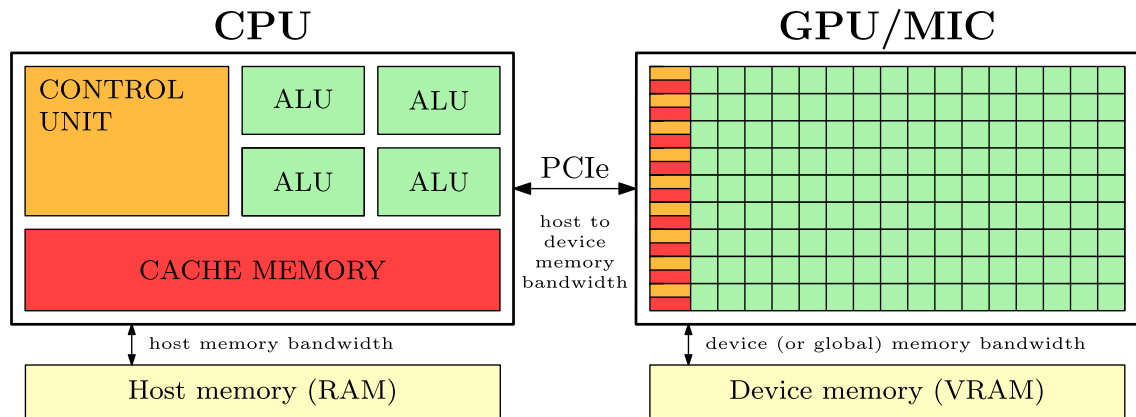 CPU
GPU/MIC
CONTROL
UNIT
ALU
ALU
ALU
ALU
CACHE MEMORY
PCIe
host to
device
memory
bandwidth
host memory bandwidth
device (or global) memory bandwidth
Host memory (RAM)
Device memory (VRAM)